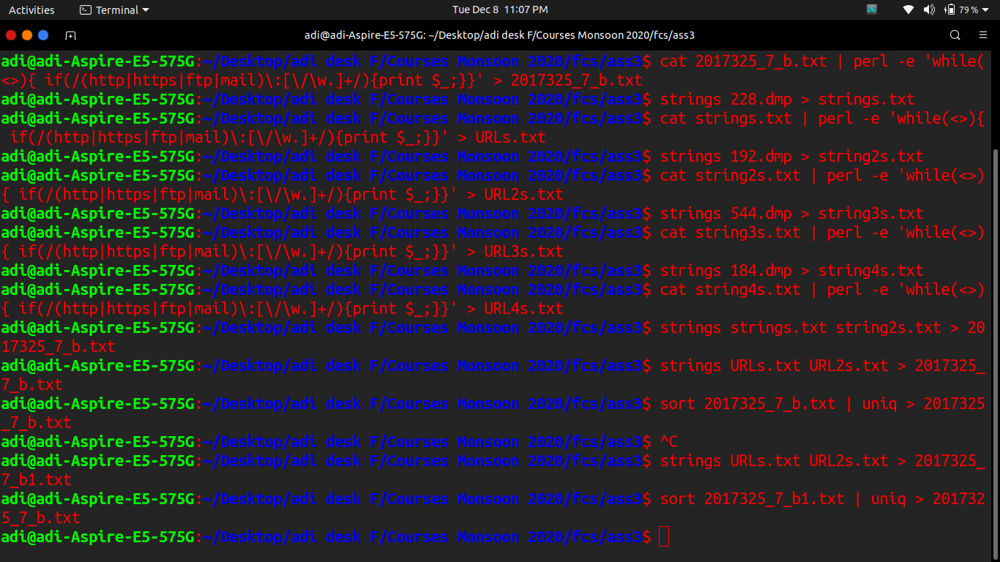 Activities Terminal Tue Dec 8 11:07 PM 79%
adi@adi-Aspire-E5-575G: ~/Desktop/adi desk F/Courses Monsoon 2020/fcs/ass3
adi@adi-Aspire-E5-575G:~/Desktop/adi desk F/Courses Monsoon 2020/fcs/ass3$ cat 2017325_7_b.txt | perl -e 'while(
<>){ if(/(http|https|ftp|mail)\:[\/\w.]+/){print $_;}}' > 2017325_7_b.txt
adi@adi-Aspire-E5-575G:~/Desktop/adi desk F/Courses Monsoon 2020/fcs/ass3$ strings 228.dmp > strings.txt
adi@adi-Aspire-E5-575G:~/Desktop/adi desk F/Courses Monsoon 2020/fcs/ass3$ cat strings.txt | perl -e 'while(<>){
 if(/(http|https|ftp|mail)\:[\/\w.]+/){print $_;}}' > URLs.txt
adi@adi-Aspire-E5-575G:~/Desktop/adi desk F/Courses Monsoon 2020/fcs/ass3$ strings 192.dmp > string2s.txt
adi@adi-Aspire-E5-575G:~/Desktop/adi desk F/Courses Monsoon 2020/fcs/ass3$ cat string2s.txt | perl -e 'while(<>)
{ if(/(http|https|ftp|mail)\:[\/\w.]+/){print $_;}}' > URL2s.txt
adi@adi-Aspire-E5-575G:~/Desktop/adi desk F/Courses Monsoon 2020/fcs/ass3$ strings 544.dmp > string3s.txt
adi@adi-Aspire-E5-575G:~/Desktop/adi desk F/Courses Monsoon 2020/fcs/ass3$ cat string3s.txt | perl -e 'while(<>)
{ if(/(http|https|ftp|mail)\:[\/\w.]+/){print $_;}}' > URL3s.txt
adi@adi-Aspire-E5-575G:~/Desktop/adi desk F/Courses Monsoon 2020/fcs/ass3$ strings 184.dmp > string4s.txt
adi@adi-Aspire-E5-575G:~/Desktop/adi desk F/Courses Monsoon 2020/fcs/ass3$ cat string4s.txt | perl -e 'while(<>)
{ if(/(http|https|ftp|mail)\:[\/\w.]+/){print $_;}}' > URL4s.txt
adi@adi-Aspire-E5-575G:~/Desktop/adi desk F/Courses Monsoon 2020/fcs/ass3$ strings strings.txt string2s.txt > 20
17325_7_b.txt
adi@adi-Aspire-E5-575G:~/Desktop/adi desk F/Courses Monsoon 2020/fcs/ass3$ strings URLs.txt URL2s.txt > 2017325_
7_b.txt
adi@adi-Aspire-E5-575G:~/Desktop/adi desk F/Courses Monsoon 2020/fcs/ass3$ sort 2017325_7_b.txt | uniq > 2017325
_7_b.txt
adi@adi-Aspire-E5-575G:~/Desktop/adi desk F/Courses Monsoon 2020/fcs/ass3$ ^C
adi@adi-Aspire-E5-575G:~/Desktop/adi desk F/Courses Monsoon 2020/fcs/ass3$ strings URLs.txt URL2s.txt > 2017325_
7_b1.txt
adi@adi-Aspire-E5-575G:~/Desktop/adi desk F/Courses Monsoon 2020/fcs/ass3$ sort 2017325_7_b1.txt | uniq > 201732
5_7_b.txt
adi@adi-Aspire-E5-575G:~/Desktop/adi desk F/Courses Monsoon 2020/fcs/ass3$